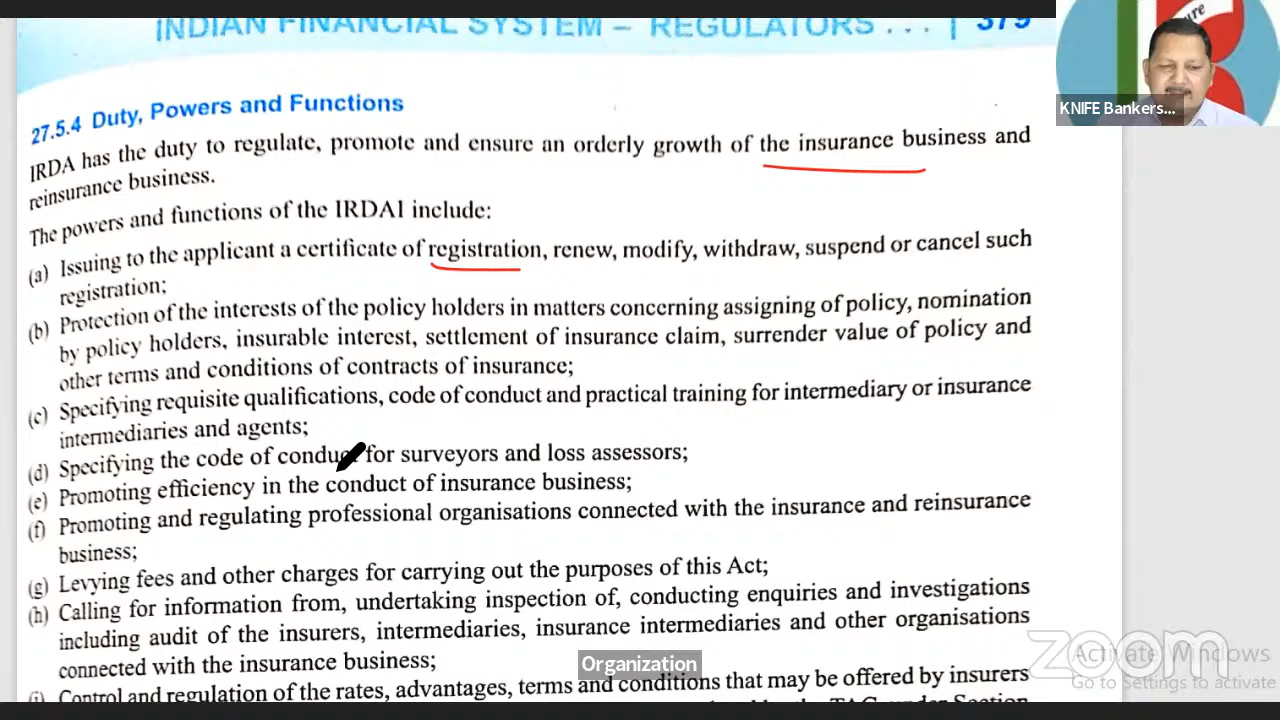 INDIAN FINANCIAL SYSTEM – REGULATORS . . . | 379
ure
KNIFE Bankers...
27.5.4 Duty, Powers and Functions
IRDA has the duty to regulate, promote and ensure an orderly growth of the insurance business and
reinsurance business.
The powers and functions of the IRDAI include:
(a) Issuing to the applicant a certificate of registration, renew, modify, withdraw, suspend or cancel such
registration;
(b) Protection of the interests of the policy holders in matters concerning assigning of policy, nomination
by policy holders, insurable interest, settlement of insurance claim, surrender value of policy and
other terms and conditions of contracts of insurance;
(c) Specifying requisite qualifications, code of conduct and practical training for intermediary or insurance
intermediaries and agents;
(d) Specifying the code of conduct for surveyors and loss assessors;
(e) Promoting efficiency in the conduct of insurance business;
(f) Promoting and regulating professional organisations connected with the insurance and reinsurance
business;
(g) Levying fees and other charges for carrying out the purposes of this Act;
(h) Calling for information from, undertaking inspection of, conducting enquiries and investigations
including audit of the insurers, intermediaries, insurance intermediaries and other organisations
connected with the insurance business;
(i) Control and regulation of the rates, advantages, terms and conditions that may be offered by insurers
Organization
zoom
Activate Windows
Go to Settings to activate